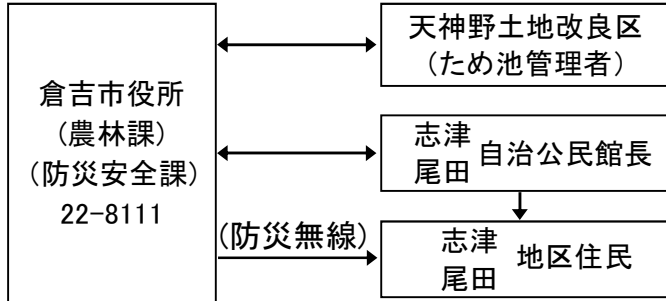 倉吉市役所
(農林課)
(防災安全課)
22-8111
天神野土地改良区
(ため池管理者)
志津
尾田
自治公民館長
(防災無線)
志津
尾田
地区住民